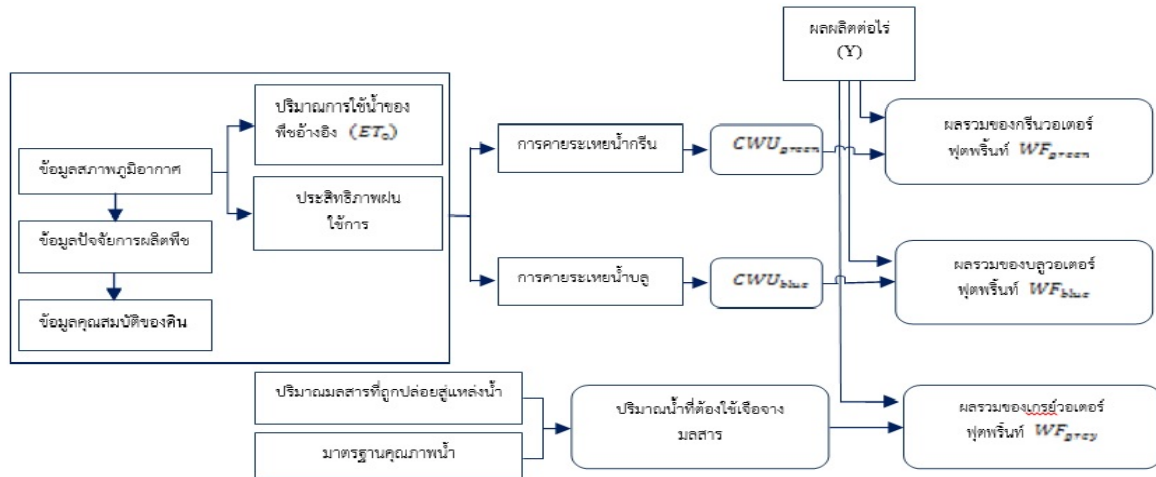 ผลผลิตต่อไร่
(Y)
ปริมาณการใช้น้ำของ
พืชอ้างอิง (ET₀)
ข้อมูลสภาพภูมิอากาศ
ประสิทธิภาพฝน
ใช้การ
ข้อมูลปัจจัยการผลิตพืช
ข้อมูลคุณสมบัติของดิน
การคายระเหยน้ำกรีน
CWU green
ผลรวมของกรีนวอเตอร์
ฟุตพริ้นท์ WF green
การคายระเหยน้ำบลู
CWU blue
ผลรวมของบลูวอเตอร์
ฟุตพริ้นท์ WF blue
ปริมาณมลสารที่ถูกปล่อยสู่แหล่งน้ำ
มาตรฐานคุณภาพน้ำ
ปริมาณน้ำที่ต้องใช้เจือจาง
มลสาร
ผลรวมของเกรย์วอเตอร์
ฟุตพริ้นท์ WF grey